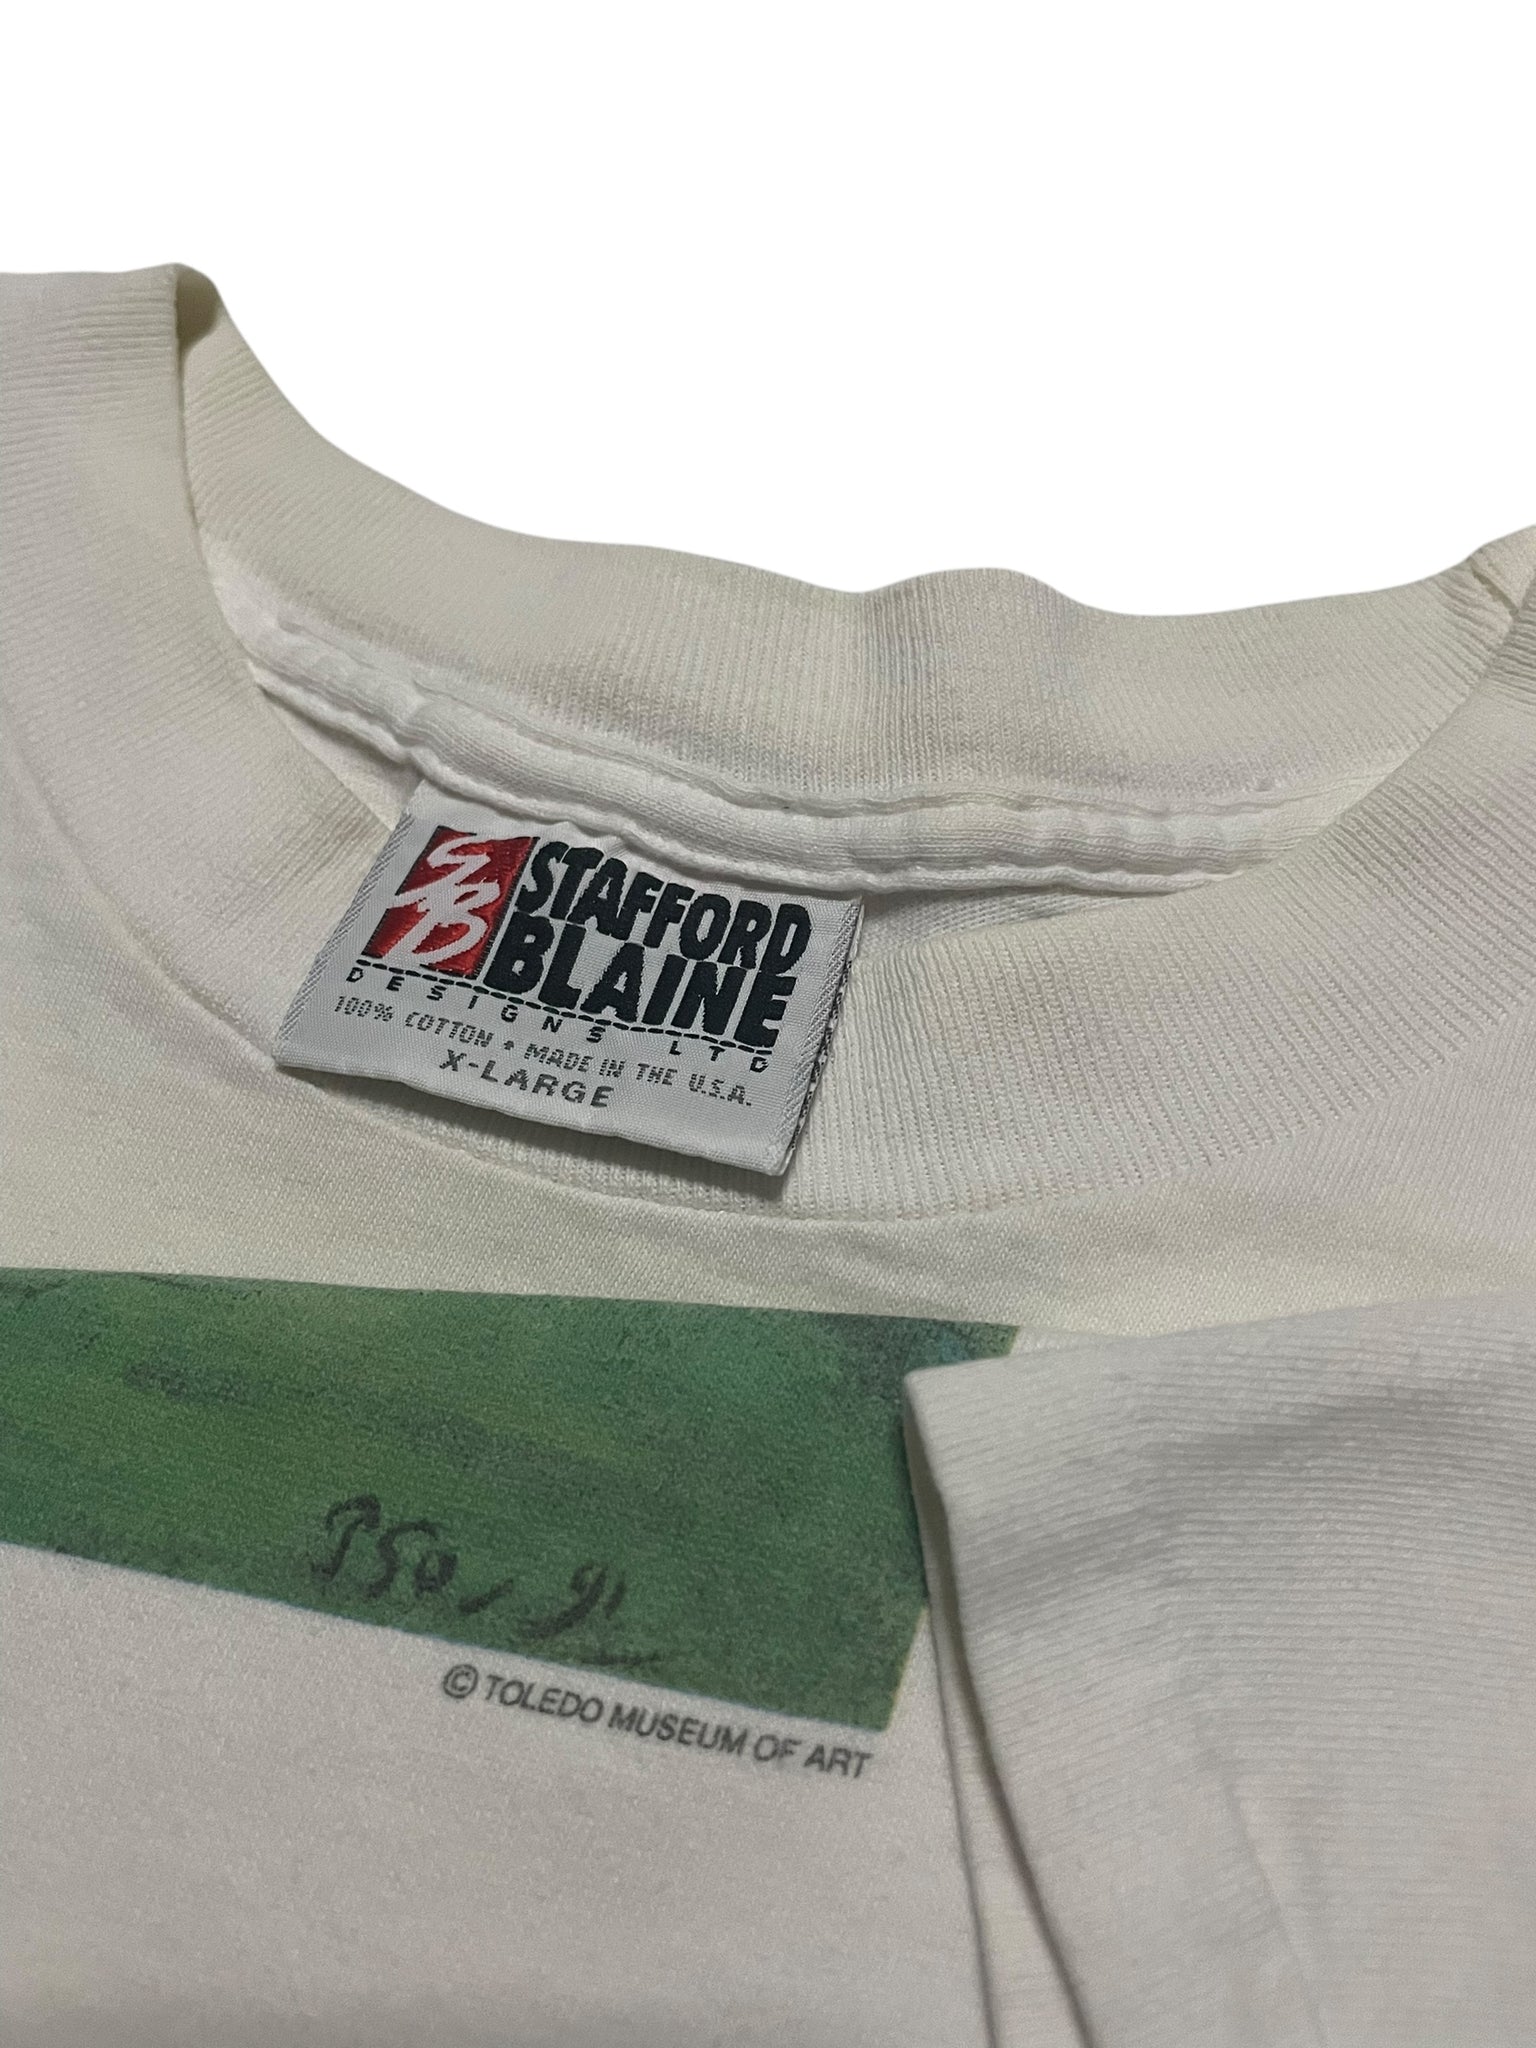 STAFFORD
BLAINE
DESIGNS LTD
100% COTTON • MADE IN THE U.S.A.
X-LARGE
© TOLEDO MUSEUM OF ART